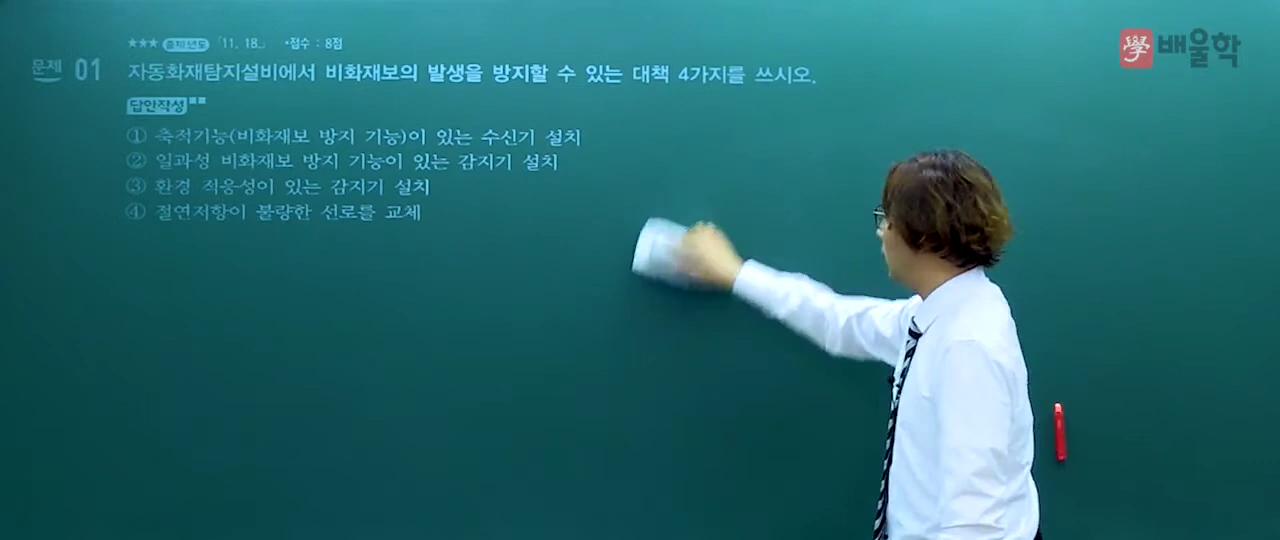 ★★★ 출제년도 「11. 18.」 •점수 : 8점
문제 01 자동화재탐지설비에서 비화재보의 발생을 방지할 수 있는 대책 4가지를 쓰시오.
답안작성
① 축적기능(비화재보 방지 기능)이 있는 수신기 설치
② 일과성 비화재보 방지 기능이 있는 감지기 설치
③ 환경 적응성이 있는 감지기 설치
④ 절연저항이 불량한 선로를 교체
學 배울학